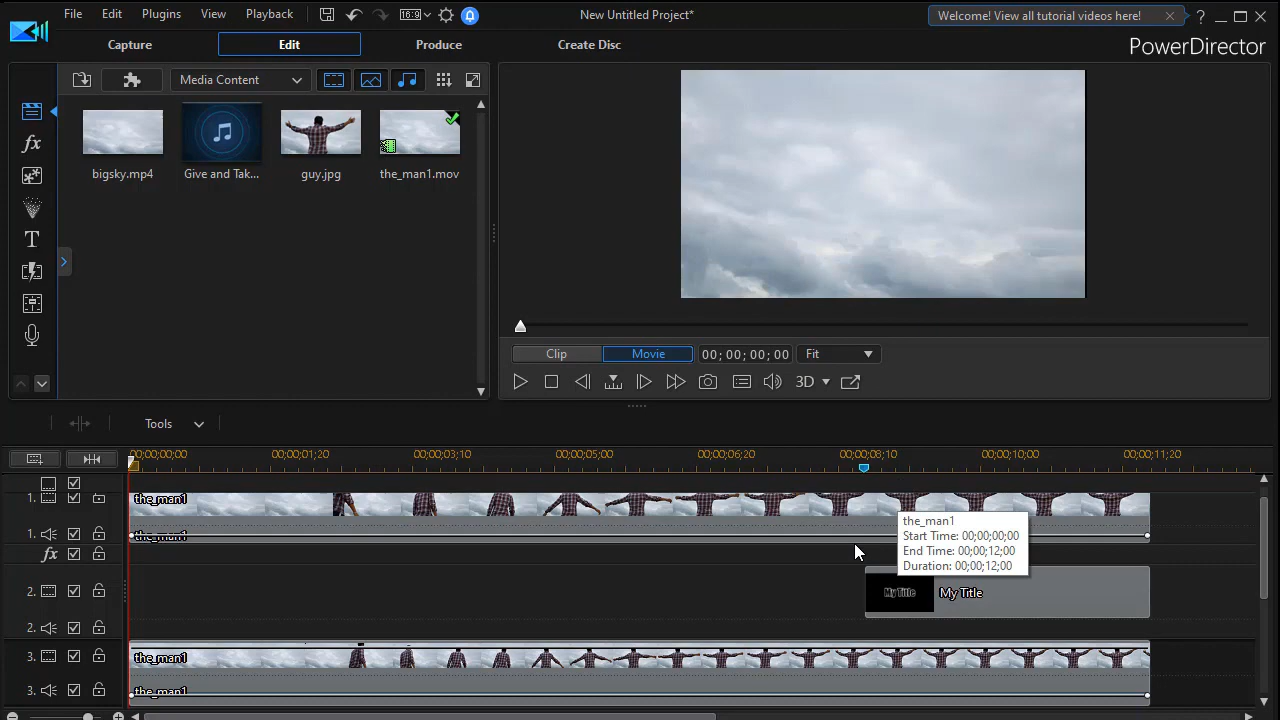 File Edit Plugins View Playback
16:9
New Untitled Project*
Welcome! View all tutorial videos here!
?
Capture Edit Produce Create Disc
PowerDirector
Media Content
fx
T
bigsky.mp4 Give and Tak... guy.jpg the_man1.mov
Clip Movie 00; 00; 00; 00 Fit
3D
Tools
00;00;00;00 00;00;01;20 00;00;03;10 00;00;05;00 00;00;06;20 00;00;08;10 00;00;10;00 00;00;11;20
1. the_man1
1. the_man1
the_man1
Start Time: 00;00;00;00
End Time: 00;00;12;00
Duration: 00;00;12;00
fx
2. My Title My Title
2.
3. the_man1
3. the_man1